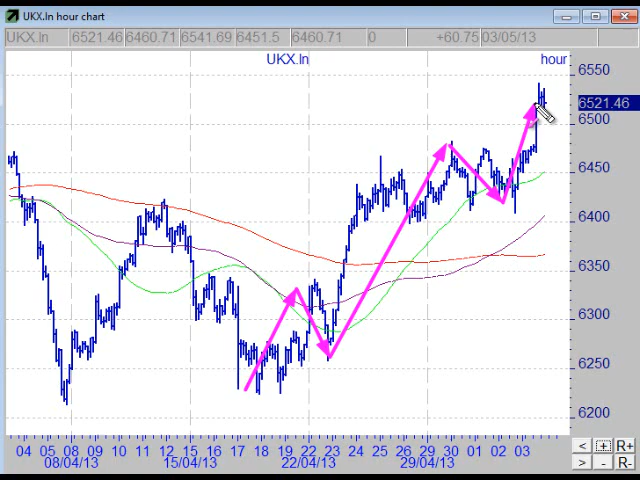 UKX.ln hour chart
UKX.ln 6521.46 6460.71 6541.69 6451.5 6460.71 0 +60.75 03/05/13
UKX.ln hour
6550
6521.46
6500
6450
6400
6350
6300
6250
6200
04 05 08 09 10 11 12 15 16 17 18 19 22 23 24 25 26 29 30 01 02 03
08/04/13 15/04/13 22/04/13 29/04/13
< + R+
> - R-